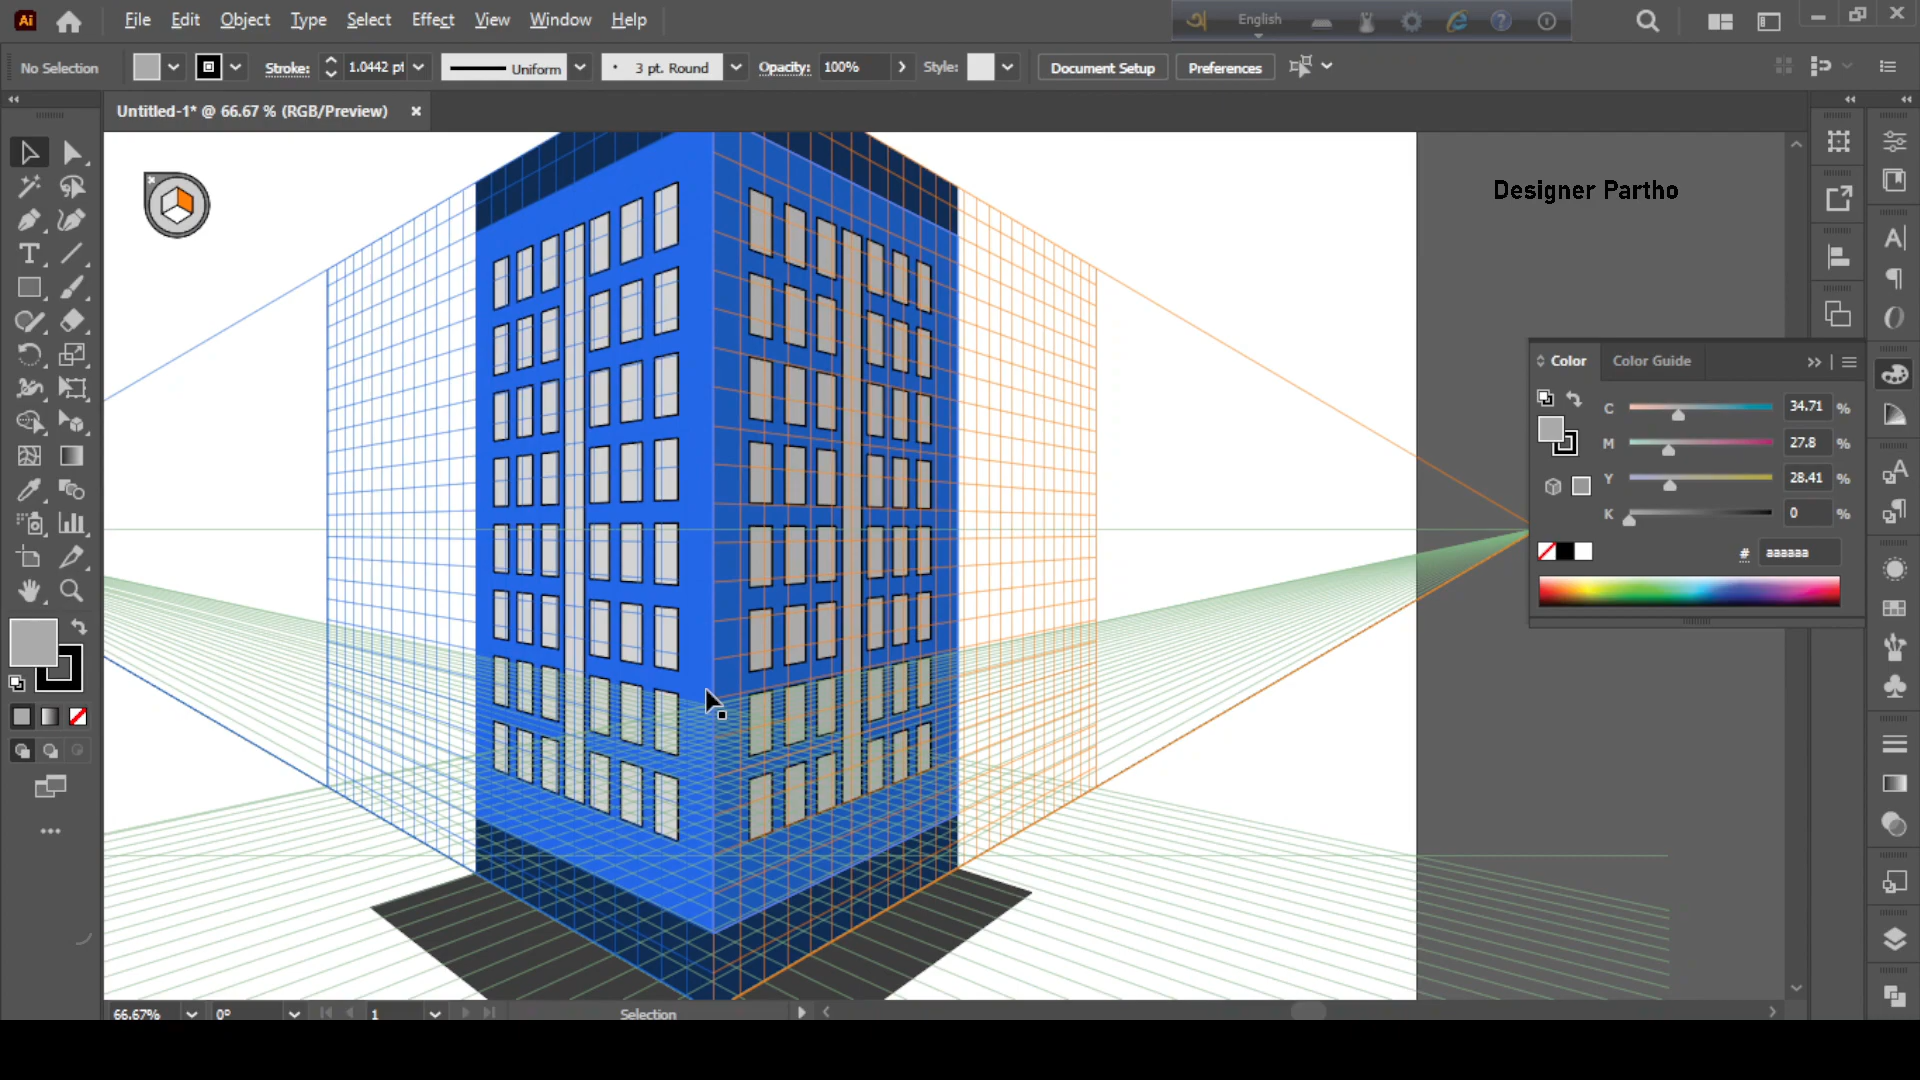 Ai File Edit Object Type Select Effect View Window Help অ English
No Selection Stroke: 1.0442 pt Uniform 3 pt. Round Opacity: 100% Style: Document Setup Preferences
Untitled-1* @ 66.67 % (RGB/Preview)
Designer Partho
Color Color Guide
C 34.71 %
M 27.8 %
Y 28.41 %
K 0 %
# aaaaaa
66.67% 0° 1 Selection